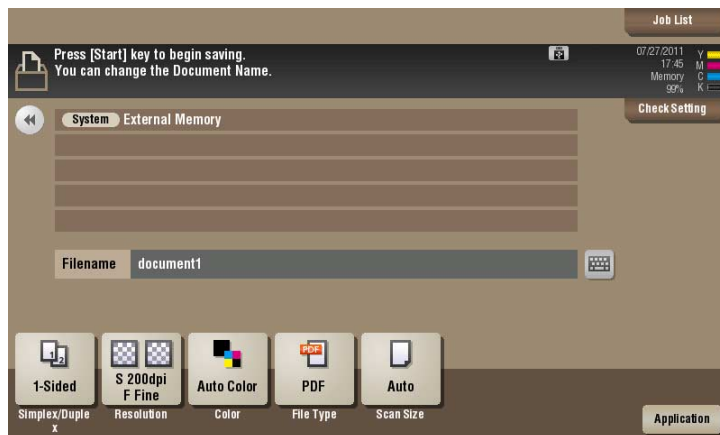 Job List
Press [Start] key to begin saving.
You can change the Document Name.
07/27/2011
17:45
Memory
99%
Y
M
C
K
Check Setting
System External Memory
Filename document1
1
2
1-Sided
Simplex/Duple
x
S 200dpi
F Fine
Resolution
Auto Color
Color
PDF
PDF
File Type
Auto
Scan Size
Application